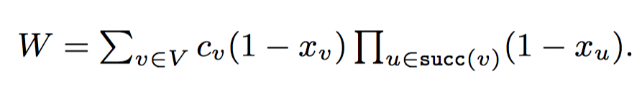 W = ∑_{v∈V} c_v(1 − x_v) ∏_{u∈succ(v)}(1 − x_u).